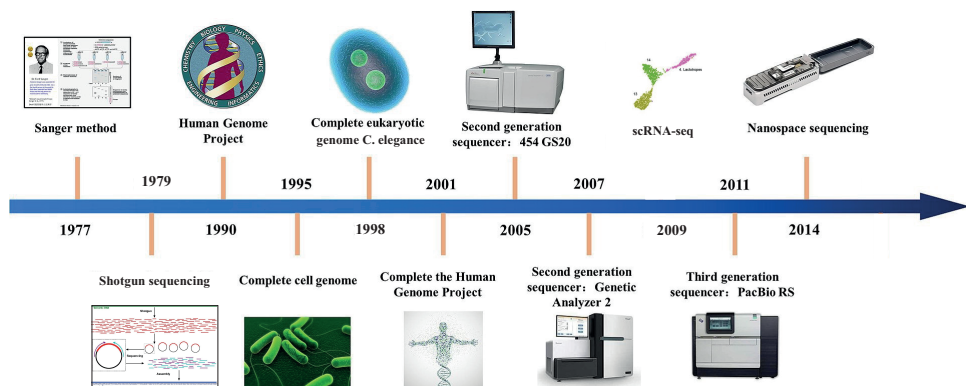 CHEMISTRY BIOLOGY PHYSICS ETHICS INFORMATICS ENGINEERING
Sanger method
Human Genome
Project
Complete eukaryotic
genome C. elegance
Second generation
sequencer: 454 GS20
scRNA-seq
Nanospace sequencing
1979
1995
2001
2007
2011
1977
1990
1998
2005
2009
2014
Shotgun sequencing
Complete cell genome
Complete the Human
Genome Project
Second generation
sequencer: Genetic
Analyzer 2
Third generation
sequencer: PacBio RS
Sequencing
Assembly